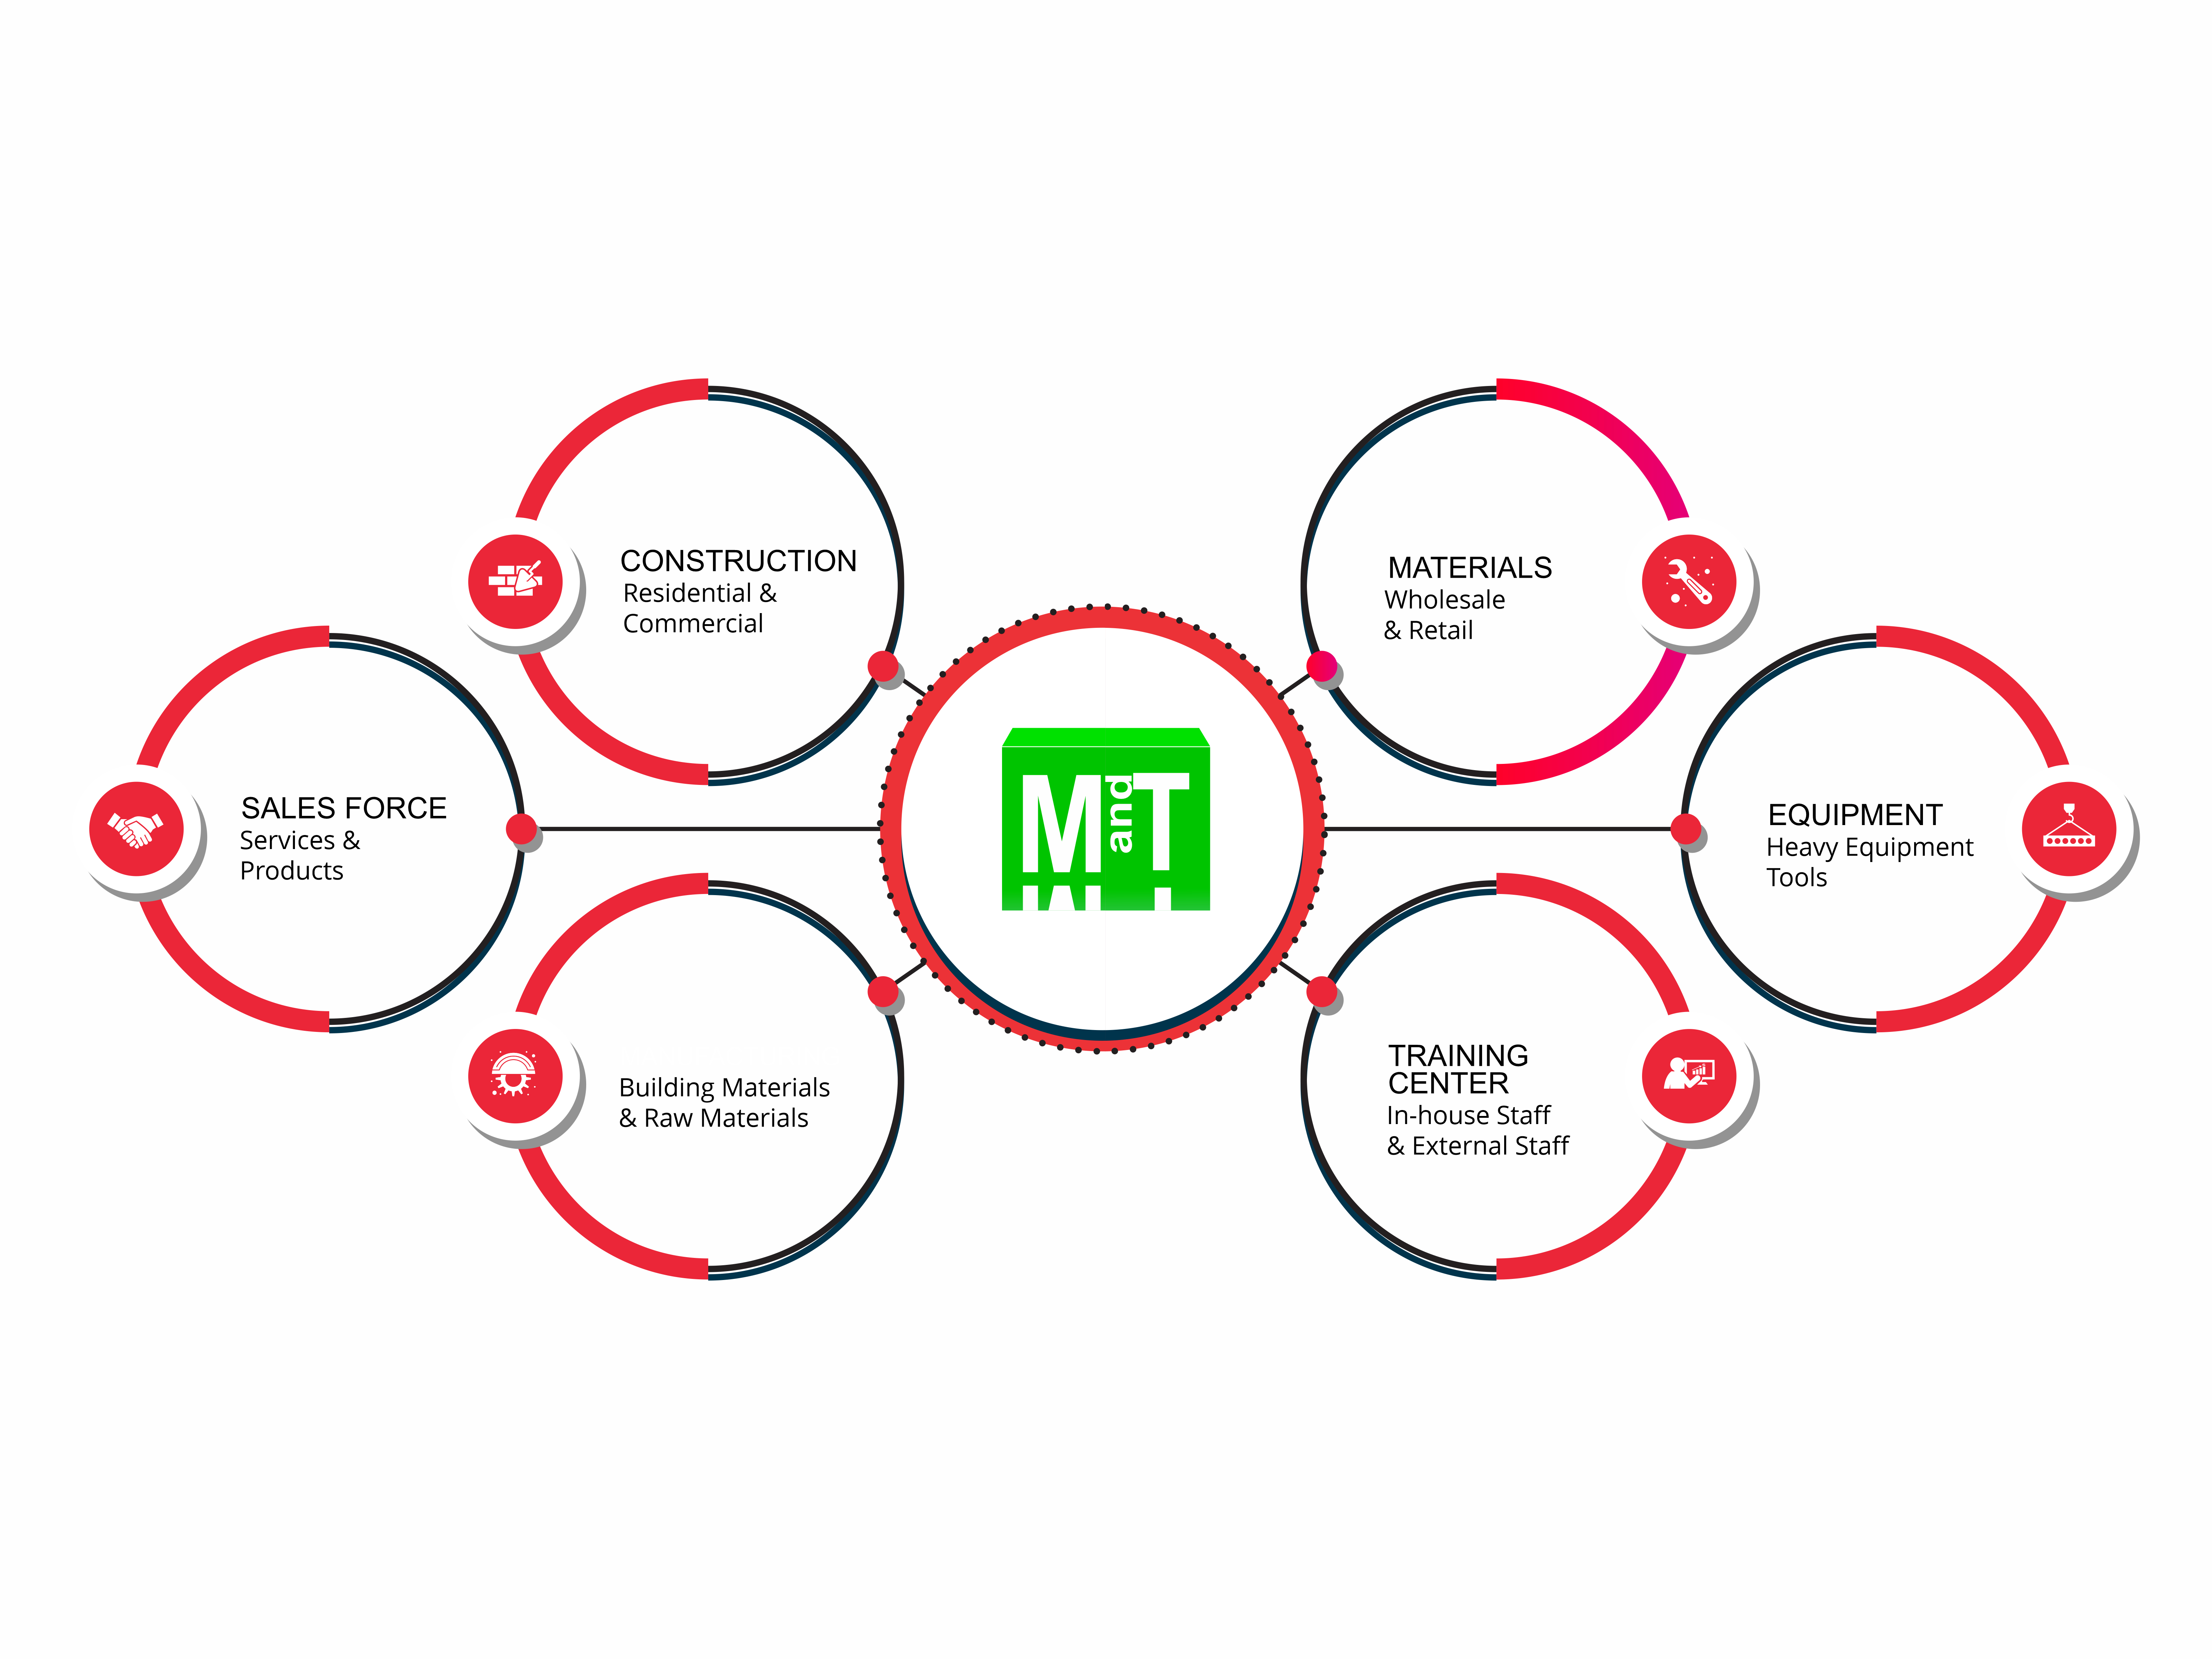 CONSTRUCTION
Residential &
Commercial
MATERIALS
Wholesale
& Retail
SALES FORCE
Services &
Products
M and T
EQUIPMENT
Heavy Equipment
Tools
Building Materials
& Raw Materials
TRAINING
CENTER
In-house Staff
& External Staff